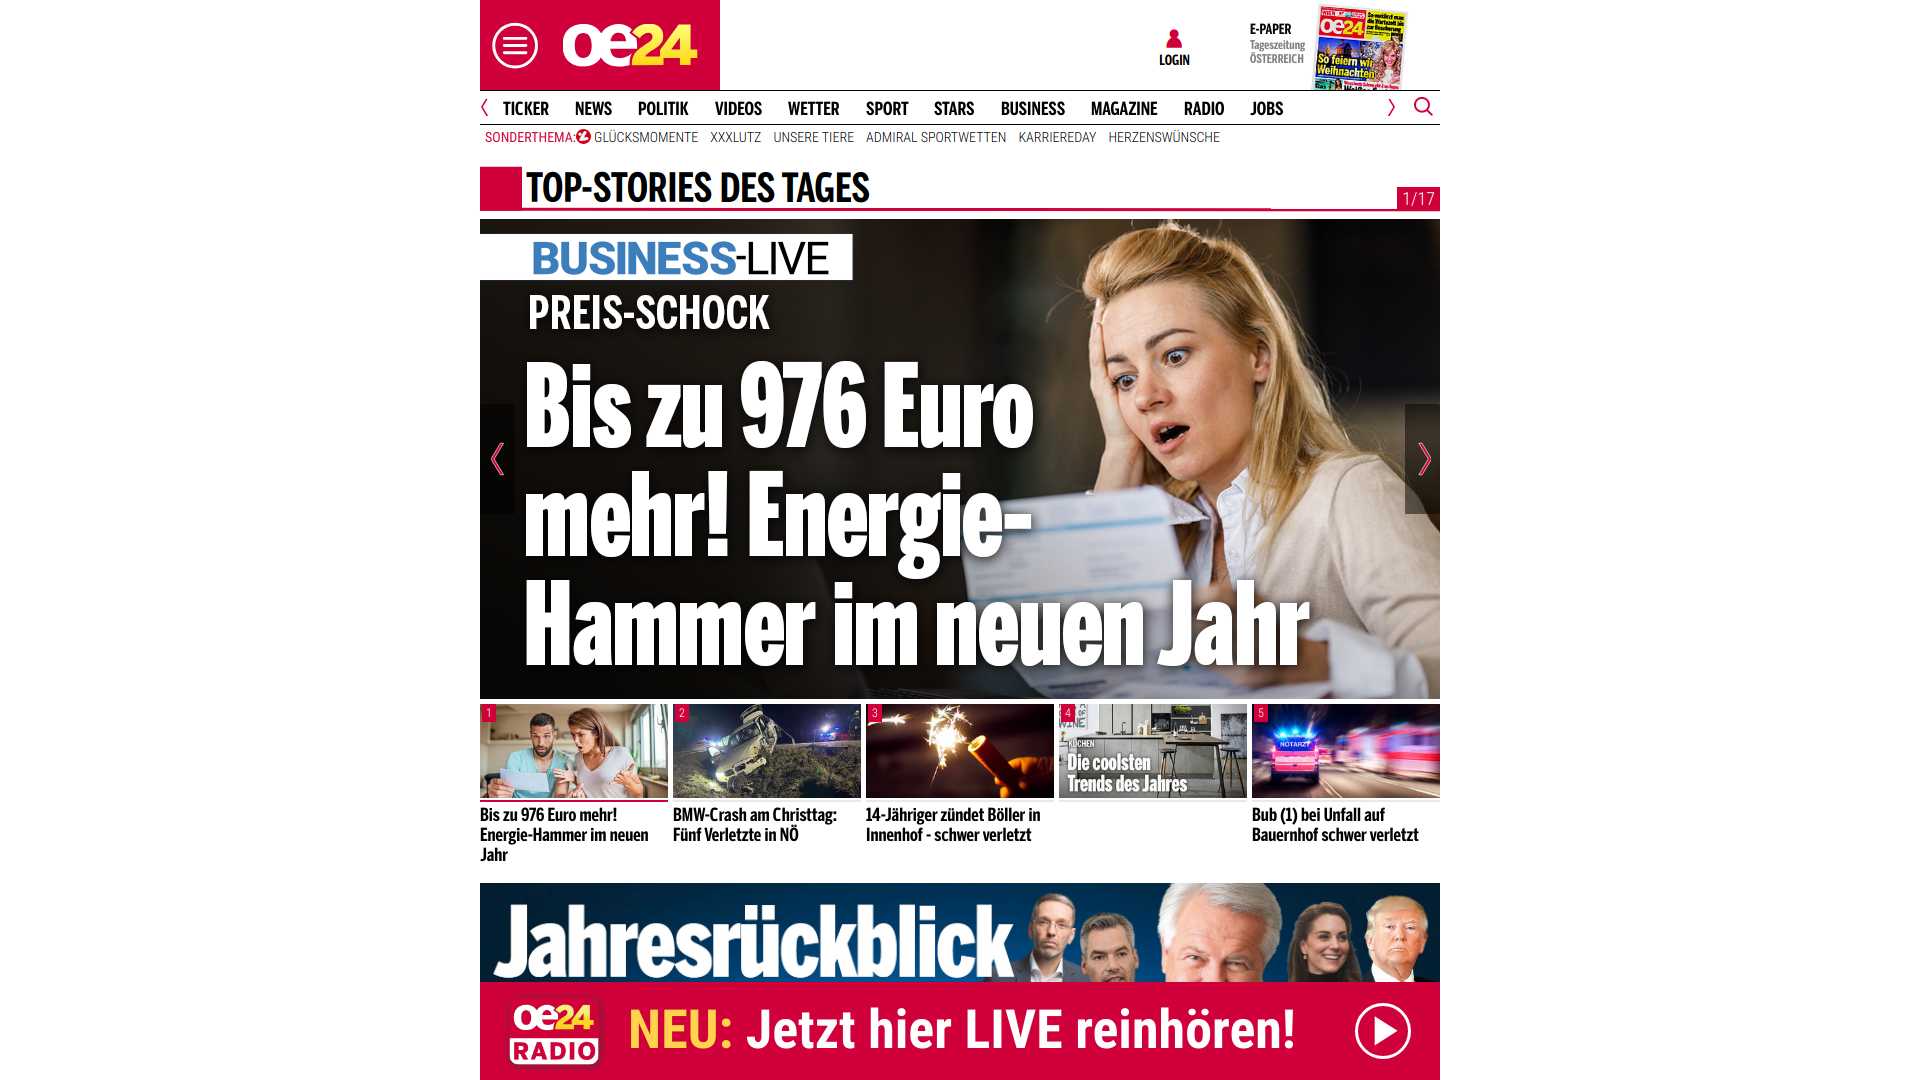 oe24
LOGIN
E-PAPER
Tageszeitung
ÖSTERREICH
oe24
So feiern wir
Weihnachten
TICKER NEWS POLITIK VIDEOS WETTER SPORT STARS BUSINESS MAGAZINE RADIO JOBS
SONDERTHEMA: GLÜCKSMOMENTE XXXLUTZ UNSERE TIERE ADMIRAL SPORTWETTEN KARRIEREDAY HERZENSWÜNSCHE
TOP-STORIES DES TAGES
1/17
BUSINESS-LIVE
PREIS-SCHOCK
Bis zu 976 Euro
mehr! Energie-
Hammer im neuen Jahr
1
2
3
4
5
KÜCHEN
Die coolsten
Trends des Jahres
NOTARZT
Bis zu 976 Euro mehr!
Energie-Hammer im neuen
Jahr
BMW-Crash am Christtag:
Fünf Verletzte in NÖ
14-Jähriger zündet Böller in
Innenhof - schwer verletzt
Bub (1) bei Unfall auf
Bauernhof schwer verletzt
Jahresrückblick
oe24
RADIO
NEU: Jetzt hier LIVE reinhören!